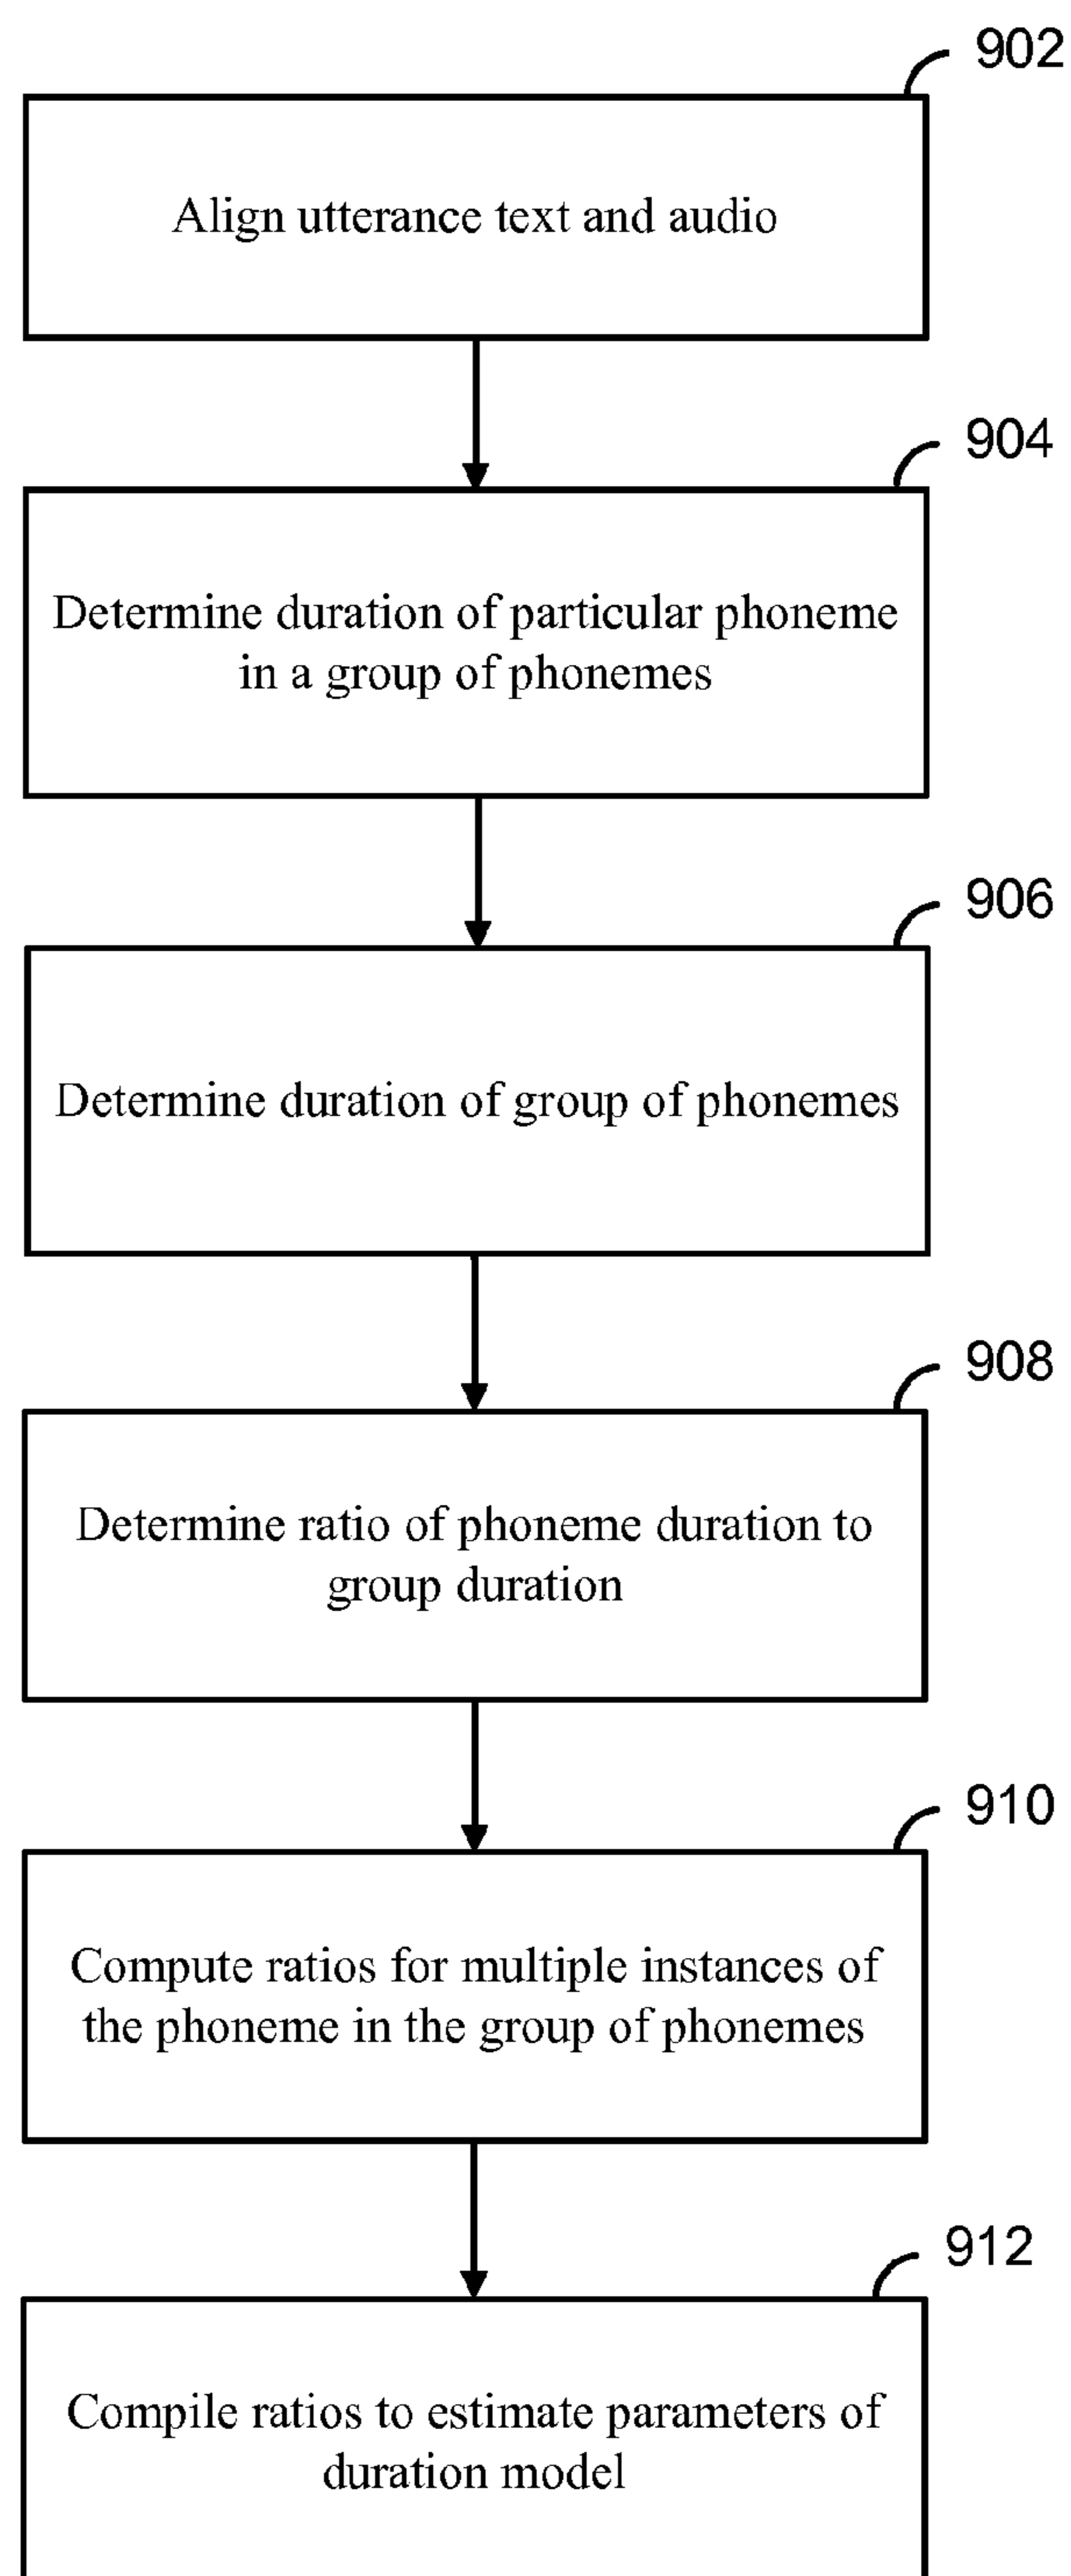 902
Align utterance text and audio
904
Determine duration of particular phoneme
in a group of phonemes
906
Determine duration of group of phonemes
908
Determine ratio of phoneme duration to
group duration
910
Compute ratios for multiple instances of
the phoneme in the group of phonemes
912
Compile ratios to estimate parameters of
duration model